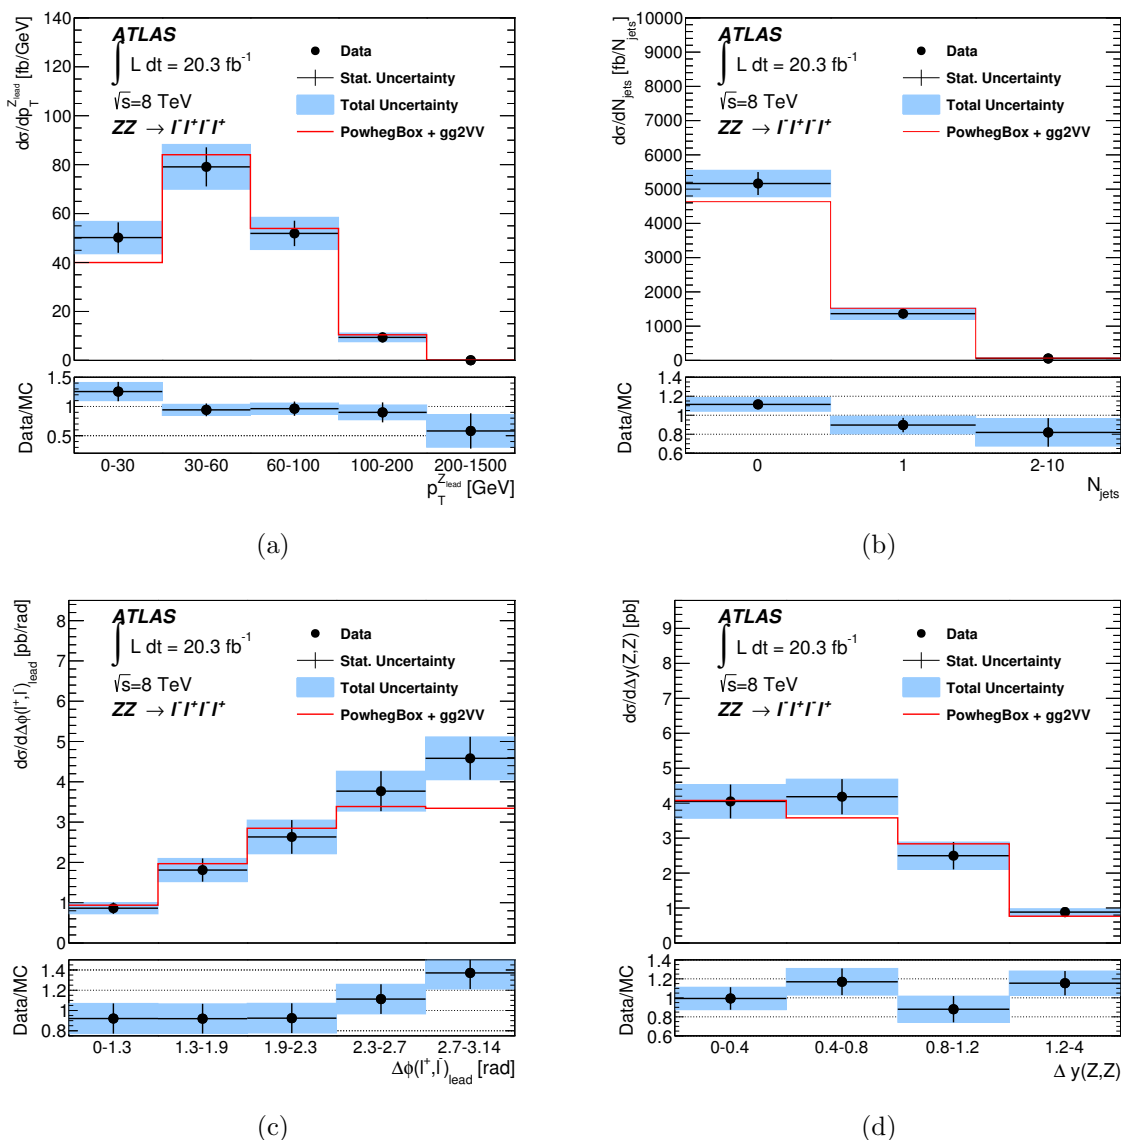 dσ/dp_T^{Z_lead} [fb/GeV]
140
120
100
80
60
40
20
0
ATLAS
∫ L dt = 20.3 fb⁻¹
√s=8 TeV
ZZ → l⁻l⁺l⁻l⁺
Data
Stat. Uncertainty
Total Uncertainty
PowhegBox + gg2VV
Data/MC
1.5
1
0.5
0-30 30-60 60-100 100-200 200-1500
p_T^{Z_lead} [GeV]
(a)
dσ/dN_jets [fb/N_jets]
10000
9000
8000
7000
6000
5000
4000
3000
2000
1000
0
ATLAS
∫ L dt = 20.3 fb⁻¹
√s=8 TeV
ZZ → l⁻l⁺l⁻l⁺
Data
Stat. Uncertainty
Total Uncertainty
PowhegBox + gg2VV
Data/MC
1.4
1.2
1
0.8
0.6
0 1 2-10
N_jets
(b)
dσ/dΔφ(l⁺,l⁻)_lead [pb/rad]
8
7
6
5
4
3
2
1
0
ATLAS
∫ L dt = 20.3 fb⁻¹
√s=8 TeV
ZZ → l⁻l⁺l⁻l⁺
Data
Stat. Uncertainty
Total Uncertainty
PowhegBox + gg2VV
Data/MC
1.4
1.2
1
0.8
0-1.3 1.3-1.9 1.9-2.3 2.3-2.7 2.7-3.14
Δφ(l⁺,l⁻)_lead [rad]
(c)
dσ/dΔy(Z,Z) [pb]
9
8
7
6
5
4
3
2
1
0
ATLAS
∫ L dt = 20.3 fb⁻¹
√s=8 TeV
ZZ → l⁻l⁺l⁻l⁺
Data
Stat. Uncertainty
Total Uncertainty
PowhegBox + gg2VV
Data/MC
1.4
1.2
1
0.8
0.6
0-0.4 0.4-0.8 0.8-1.2 1.2-4
Δ y(Z,Z)
(d)